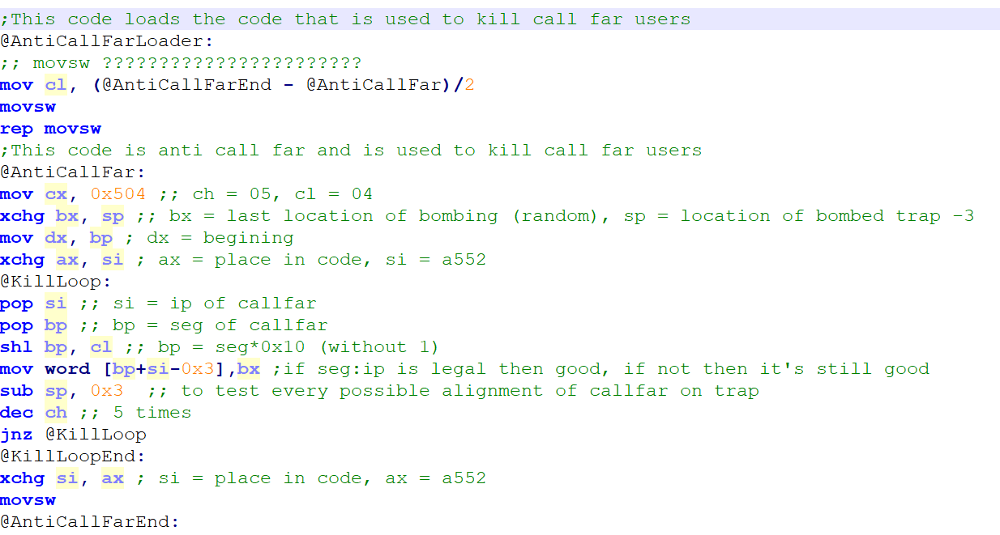 ;This code loads the code that is used to kill call far users
@AntiCallFarLoader:
;; movsw ???????????????????????
mov cl, (@AntiCallFarEnd - @AntiCallFar)/2
movsw
rep movsw
;This code is anti call far and is used to kill call far users
@AntiCallFar:
mov cx, 0x504 ;; ch = 05, cl = 04
xchg bx, sp ;; bx = last location of bombing (random), sp = location of bombed trap -3
mov dx, bp ; dx = begining
xchg ax, si ; ax = place in code, si = a552
@KillLoop:
pop si ;; si = ip of callfar
pop bp ;; bp = seg of callfar
shl bp, cl ;; bp = seg*0x10 (without 1)
mov word [bp+si-0x3],bx ;if seg:ip is legal then good, if not then it's still good
sub sp, 0x3  ;; to test every possible alignment of callfar on trap
dec ch ;; 5 times
jnz @KillLoop
@KillLoopEnd:
xchg si, ax ; si = place in code, ax = a552
movsw
@AntiCallFarEnd: